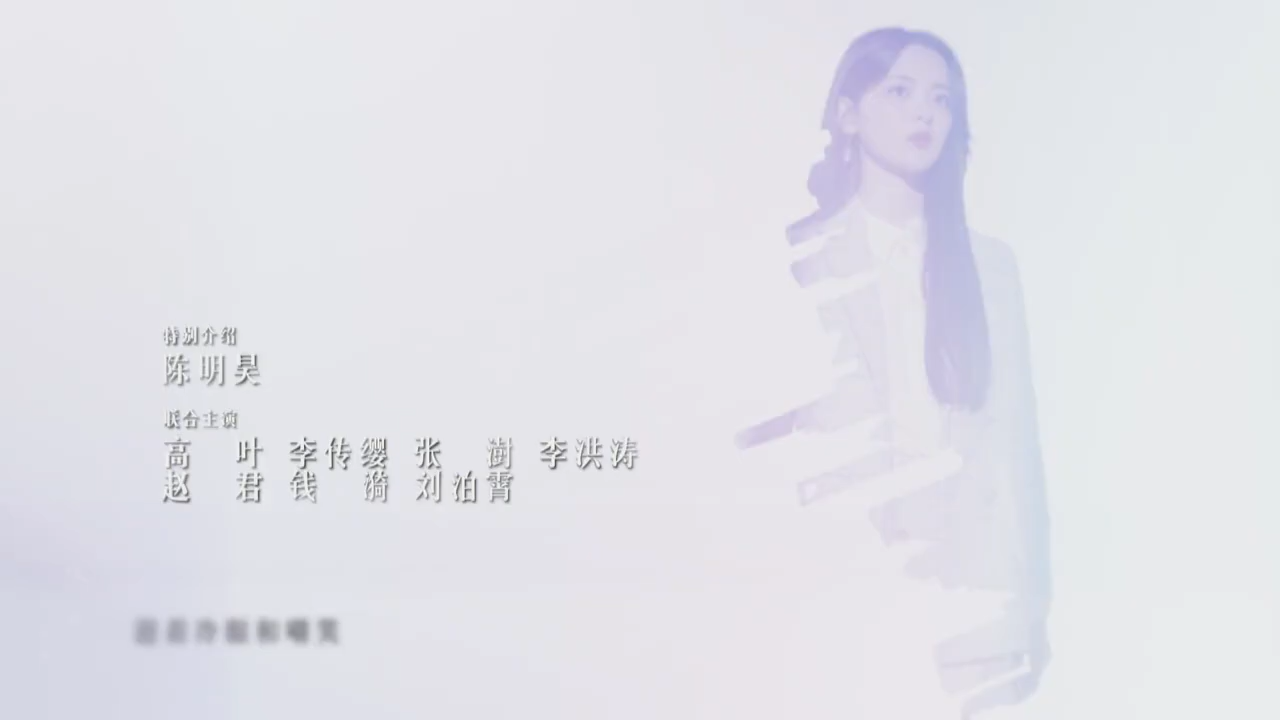 特别介绍
陈明昊
联合主演
高 叶 李传缨 张 澍 李洪涛
赵 君 钱 漪 刘泊霄